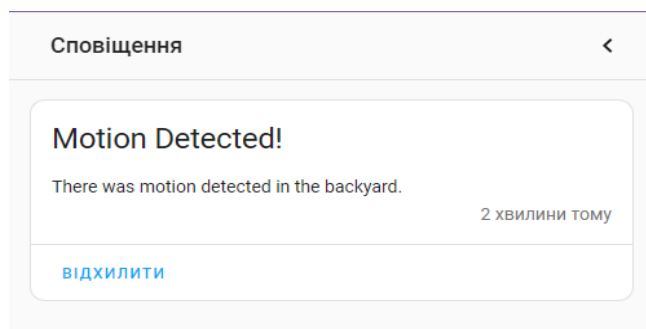 Сповіщення
Motion Detected!
There was motion detected in the backyard.
2 хвилини тому
ВІДХИЛИТИ